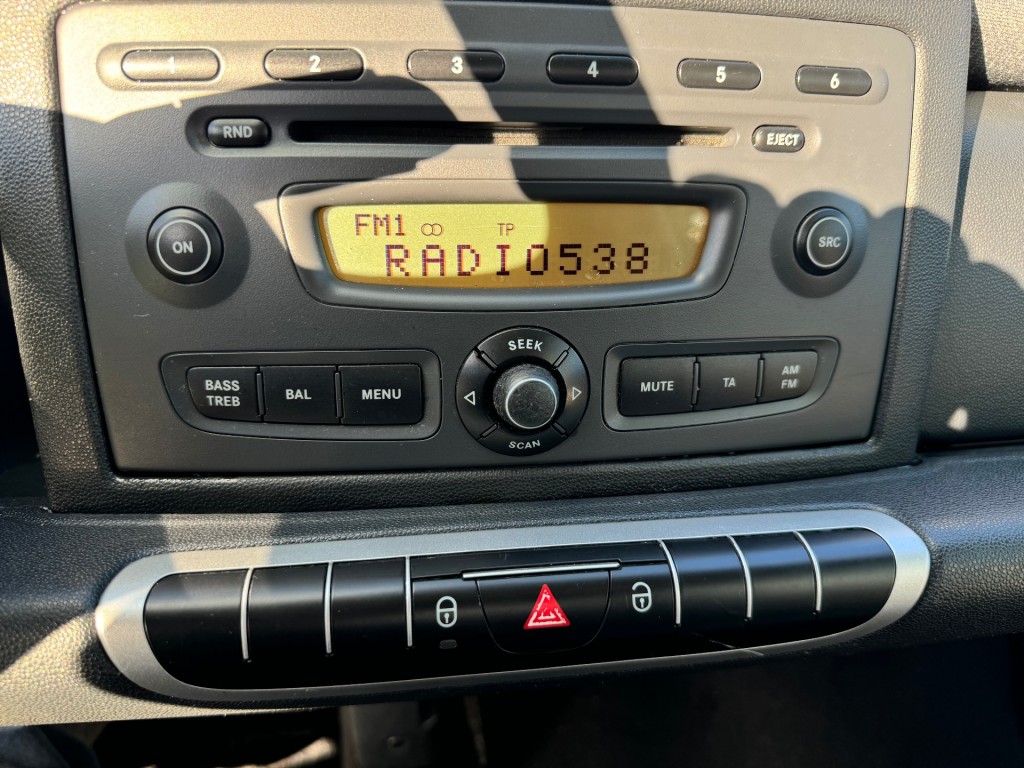 1 2 3 4 5 6
RND EJECT
FM1 TP
ON RADIO538 SRC
SEEK
BASS TREB BAL MENU MUTE TA AM FM
SCAN